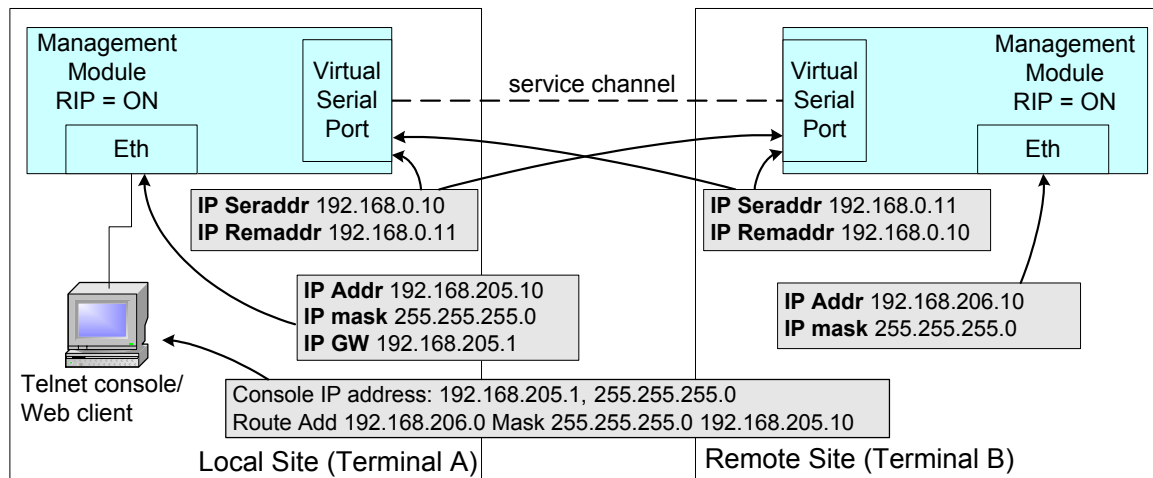 Management
Module
RIP = ON
Virtual
Serial
Port
Eth
service channel
Virtual
Serial
Port
Management
Module
RIP = ON
Eth
IP Seraddr 192.168.0.10
IP Remaddr 192.168.0.11
IP Seraddr 192.168.0.11
IP Remaddr 192.168.0.10
IP Addr 192.168.205.10
IP mask 255.255.255.0
IP GW 192.168.205.1
IP Addr 192.168.206.10
IP mask 255.255.255.0
Telnet console/
Web client
Console IP address: 192.168.205.1, 255.255.255.0
Route Add 192.168.206.0 Mask 255.255.255.0 192.168.205.10
Local Site (Terminal A)
Remote Site (Terminal B)